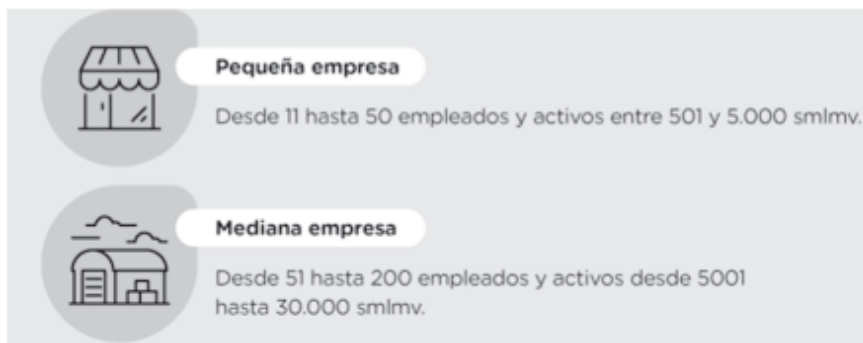 Pequeña empresa
Desde 11 hasta 50 empleados y activos entre 501 y 5.000 smlmv.
Mediana empresa
Desde 51 hasta 200 empleados y activos desde 5001
hasta 30.000 smlmv.